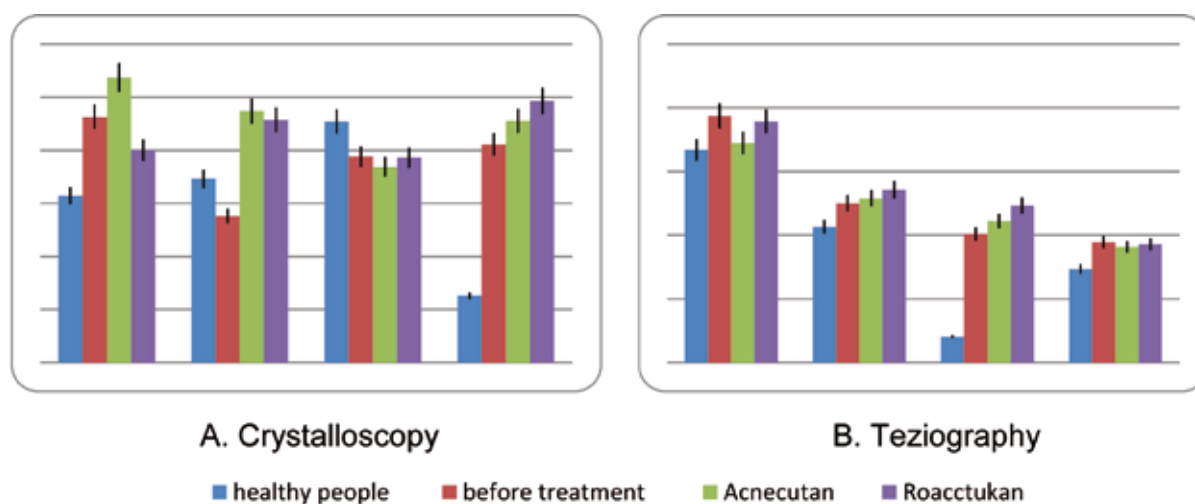 A. Crystalloscopy
B. Teziography
healthy people
before treatment
Acnecutan
Roacctukan